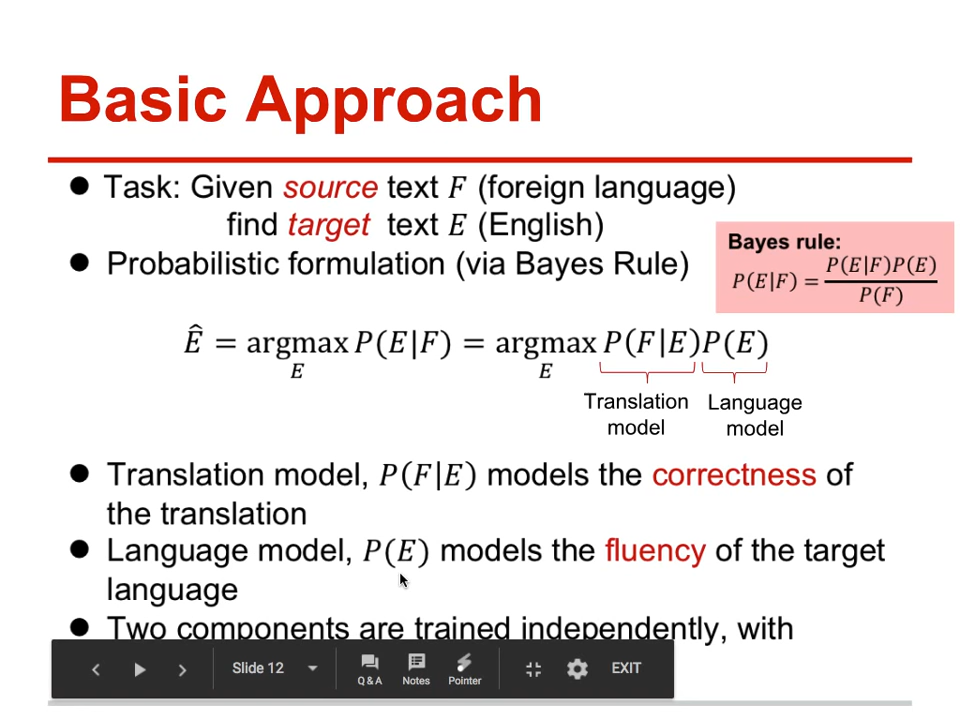 Basic Approach
● Task: Given source text F (foreign language)
find target text E (English)
● Probabilistic formulation (via Bayes Rule)
Bayes rule:
P(E|F) = P(E|F)P(E) / P(F)
Ê = argmax P(E|F) = argmax P(F|E)P(E)
E E
Translation model
Language model
● Translation model, P(F|E) models the correctness of
the translation
● Language model, P(E) models the fluency of the target
language
● Two components are trained independently, with
Slide 12
Q & A Notes Pointer EXIT